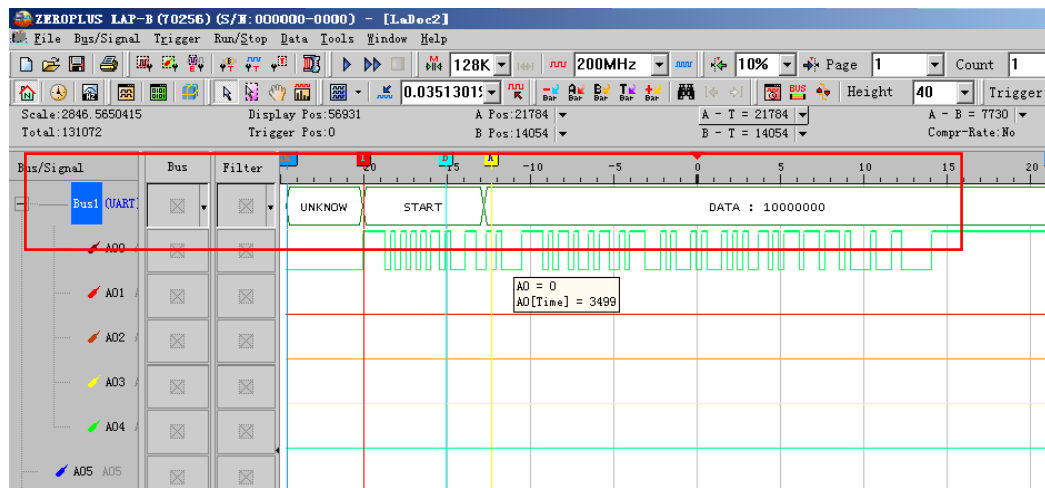 ZEROPLUS LAP-B (70256) (S/N:000000-0000) - [LaDoc2]
File Bus/Signal Trigger Run/Stop Data Tools Window Help
128K 200MHz 10% Page 1 Count 1
Height 40 Trigger
Scale:2846.5650415 Display Pos:56931 A Pos:21784 A - T = 21784 A - B = 7730
Total:131072 Trigger Pos:0 B Pos:14054 B - T = 14054 Compr-Rate:No
Bus/Signal Bus Filter -10 -5 0 5 10 15 20
Bus1 (UART) UNKNOW START DATA : 10000000
A00
A0 = 0
A0[Time] = 3499
A01
A02
A03
A04
A05 A05